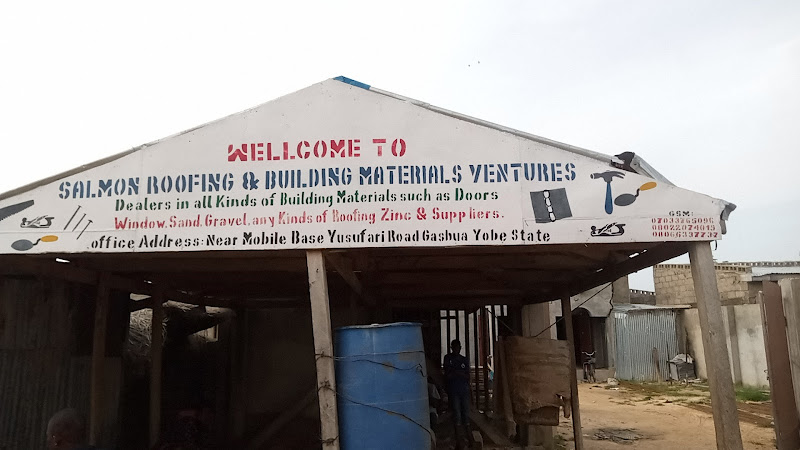 WELLCOME TO
SALMON ROOFING & BUILDING MATERIALS VENTURES
Dealers in all Kinds of Building Materials such as Doors
Window, Sand, Gravel, any Kinds of Roofing Zinc & Suppliers.
office Address: Near Mobile Base Yusufari Road Gashua Yobe State
GSM: